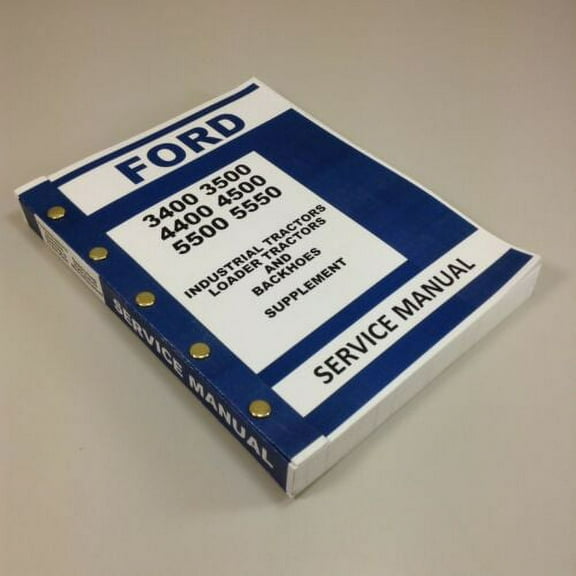 FORD
3400 3500
4400 4500
5500 5550
INDUSTRIAL TRACTORS
LOADER TRACTORS
AND
BACKHOES
SUPPLEMENT
SERVICE MANUAL
SERVICE MANUAL